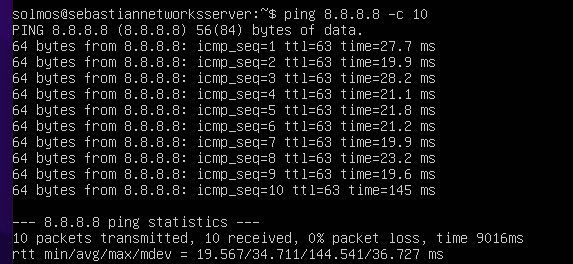 solmos@sebastiannetworksserver:~$ ping 8.8.8.8 -c 10
PING 8.8.8.8 (8.8.8.8) 56(84) bytes of data.
64 bytes from 8.8.8.8: icmp_seq=1 ttl=63 time=27.7 ms
64 bytes from 8.8.8.8: icmp_seq=2 ttl=63 time=19.9 ms
64 bytes from 8.8.8.8: icmp_seq=3 ttl=63 time=28.2 ms
64 bytes from 8.8.8.8: icmp_seq=4 ttl=63 time=21.1 ms
64 bytes from 8.8.8.8: icmp_seq=5 ttl=63 time=21.8 ms
64 bytes from 8.8.8.8: icmp_seq=6 ttl=63 time=21.2 ms
64 bytes from 8.8.8.8: icmp_seq=7 ttl=63 time=19.9 ms
64 bytes from 8.8.8.8: icmp_seq=8 ttl=63 time=23.2 ms
64 bytes from 8.8.8.8: icmp_seq=9 ttl=63 time=19.6 ms
64 bytes from 8.8.8.8: icmp_seq=10 ttl=63 time=145 ms
--- 8.8.8.8 ping statistics ---
10 packets transmitted, 10 received, 0% packet loss, time 9016ms
rtt min/avg/max/mdev = 19.567/34.711/144.541/36.727 ms